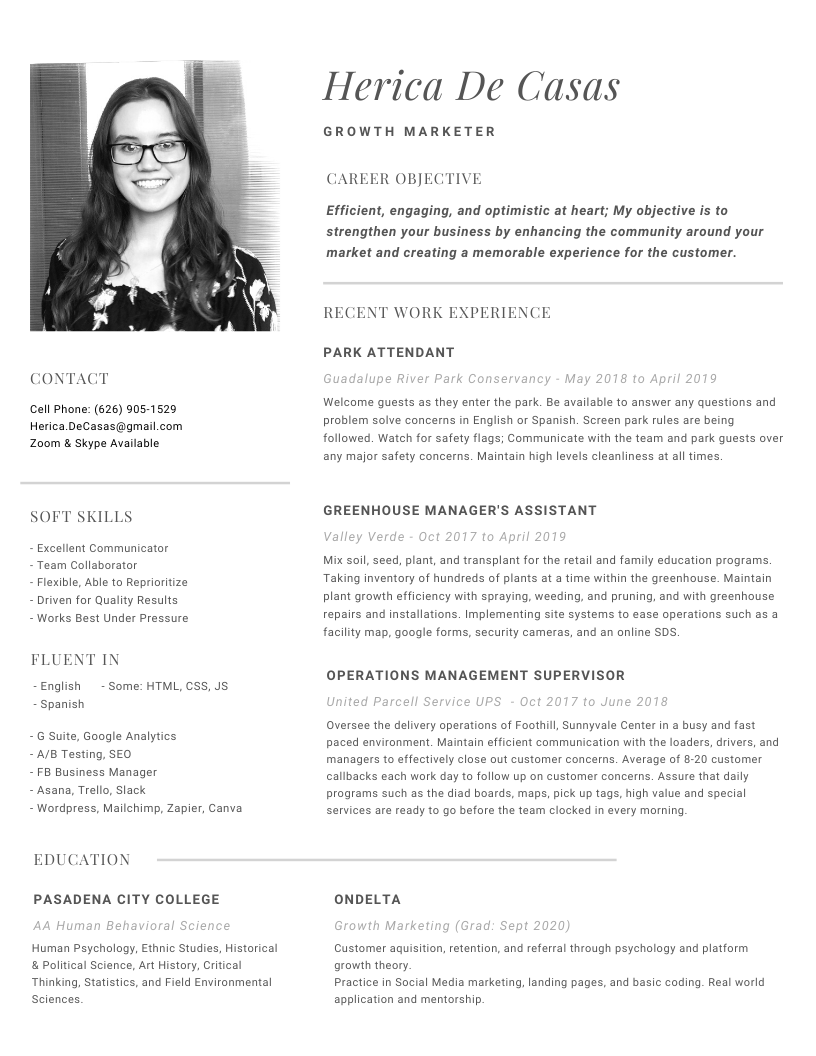 Herica De Casas
GROWTH MARKETER
CAREER OBJECTIVE
Efficient, engaging, and optimistic at heart; My objective is to
strengthen your business by enhancing the community around your
market and creating a memorable experience for the customer.
RECENT WORK EXPERIENCE
PARK ATTENDANT
Guadalupe River Park Conservancy - May 2018 to April 2019
Welcome guests as they enter the park. Be available to answer any questions and
problem solve concerns in English or Spanish. Screen park rules are being
followed. Watch for safety flags; Communicate with the team and park guests over
any major safety concerns. Maintain high levels cleanliness at all times.
GREENHOUSE MANAGER'S ASSISTANT
Valley Verde - Oct 2017 to April 2019
Mix soil, seed, plant, and transplant for the retail and family education programs.
Taking inventory of hundreds of plants at a time within the greenhouse. Maintain
plant growth efficiency with spraying, weeding, and pruning, and with greenhouse
repairs and installations. Implementing site systems to ease operations such as a
facility map, google forms, security cameras, and an online SDS.
OPERATIONS MANAGEMENT SUPERVISOR
United Parcell Service UPS - Oct 2017 to June 2018
Oversee the delivery operations of Foothill, Sunnyvale Center in a busy and fast
paced environment. Maintain efficient communication with the loaders, drivers, and
managers to effectively close out customer concerns. Average of 8-20 customer
callbacks each work day to follow up on customer concerns. Assure that daily
programs such as the diad boards, maps, pick up tags, high value and special
services are ready to go before the team clocked in every morning.
CONTACT
Cell Phone: (626) 905-1529
Herica.DeCasas@gmail.com
Zoom & Skype Available
SOFT SKILLS
- Excellent Communicator
- Team Collaborator
- Flexible, Able to Reprioritize
- Driven for Quality Results
- Works Best Under Pressure
FLUENT IN
- English - Some: HTML, CSS, JS
- Spanish
- G Suite, Google Analytics
- A/B Testing, SEO
- FB Business Manager
- Asana, Trello, Slack
- Wordpress, Mailchimp, Zapier, Canva
EDUCATION
PASADENA CITY COLLEGE
AA Human Behavioral Science
Human Psychology, Ethnic Studies, Historical
& Political Science, Art History, Critical
Thinking, Statistics, and Field Environmental
Sciences.
ONDELTA
Growth Marketing (Grad: Sept 2020)
Customer aquisition, retention, and referral through psychology and platform
growth theory.
Practice in Social Media marketing, landing pages, and basic coding. Real world
application and mentorship.